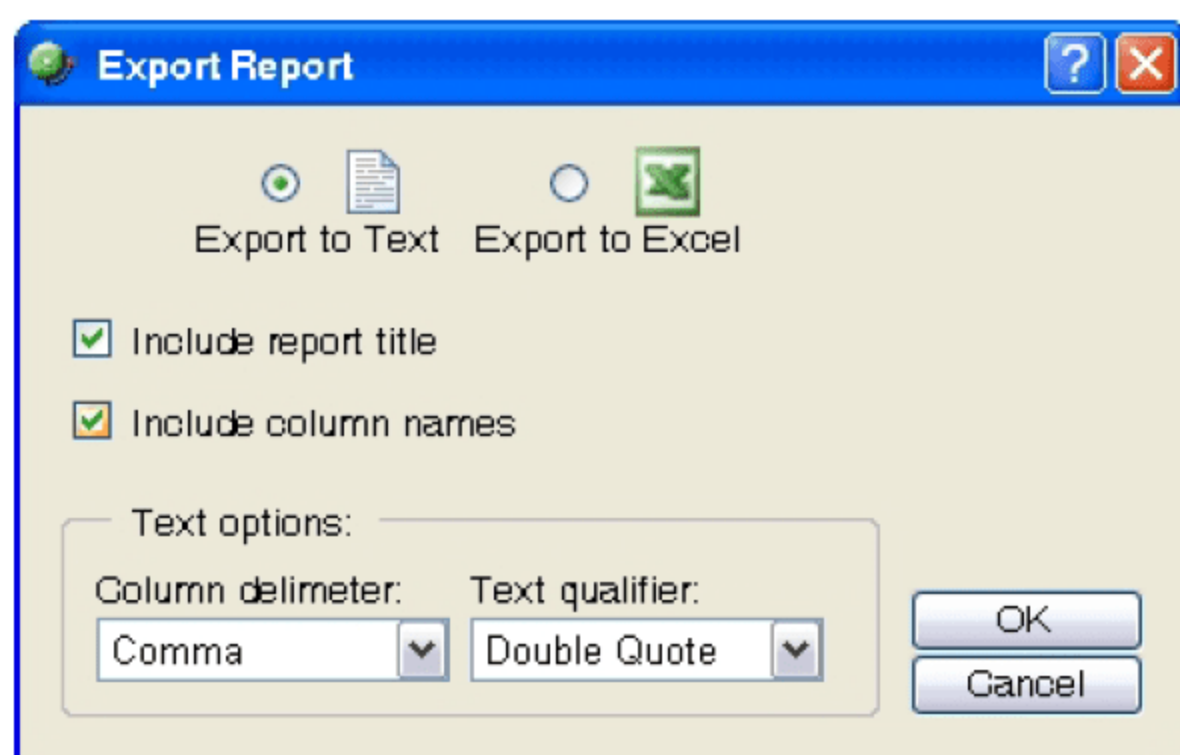 Export Report
Export to Text Export to Excel
Include report title
Include column names
Text options:
Column delimeter: Text qualifier:
Comma Double Quote
OK
Cancel